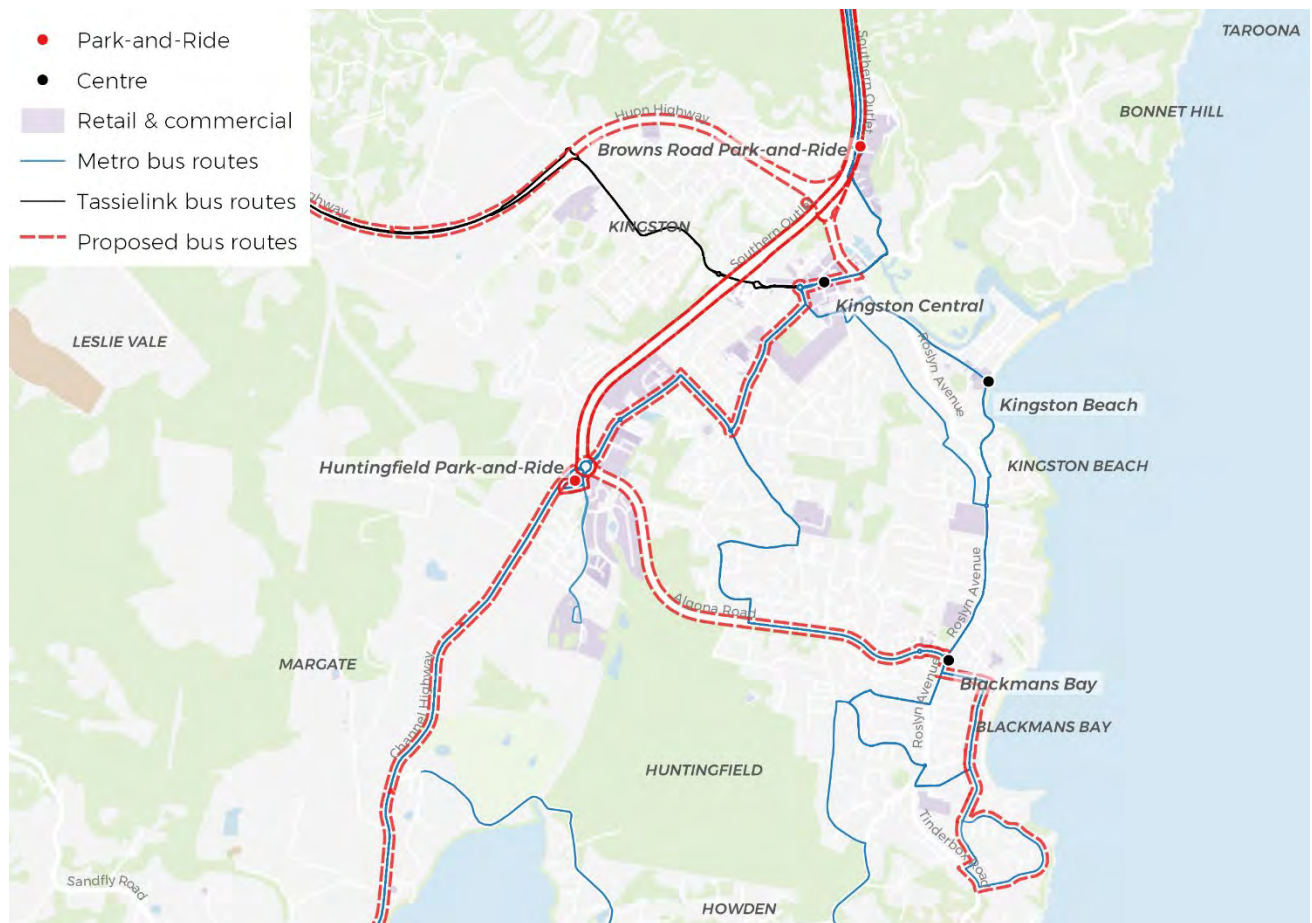 Park-and-Ride
Centre
Retail & commercial
Metro bus routes
Tassielink bus routes
Proposed bus routes
TAROONA
BONNET HILL
Southern Outlet
Huon Highway
Browns Road Park-and-Ride
ghway
KINGSTON
Southern Outlet
Kingston Central
LESLIE VALE
Roslyn Avenue
Kingston Beach
Huntingfield Park-and-Ride
KINGSTON BEACH
Roslyn Avenue
Algona Road
MARGATE
Channel Highway
Blackmans Bay
Roslyn Avenue
BLACKMANS BAY
HUNTINGFIELD
Tinderbox Road
Sandfly Road
HOWDEN